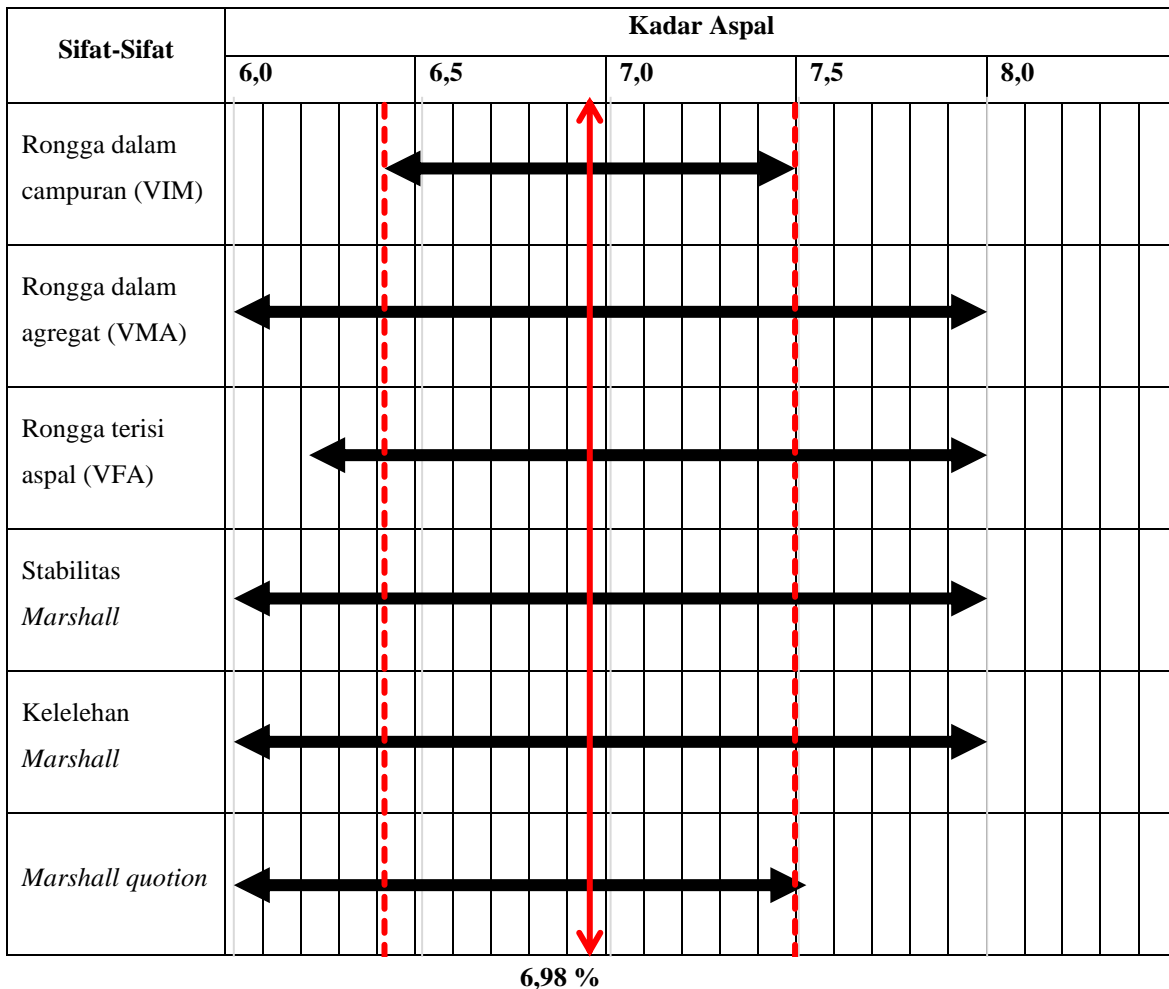 Sifat-Sifat
Kadar Aspal
6,0 6,5 7,0 7,5 8,0
Rongga dalam
campuran (VIM)
Rongga dalam
agregat (VMA)
Rongga terisi
aspal (VFA)
Stabilitas
Marshall
Kelelehan
Marshall
Marshall quotion
6,98 %